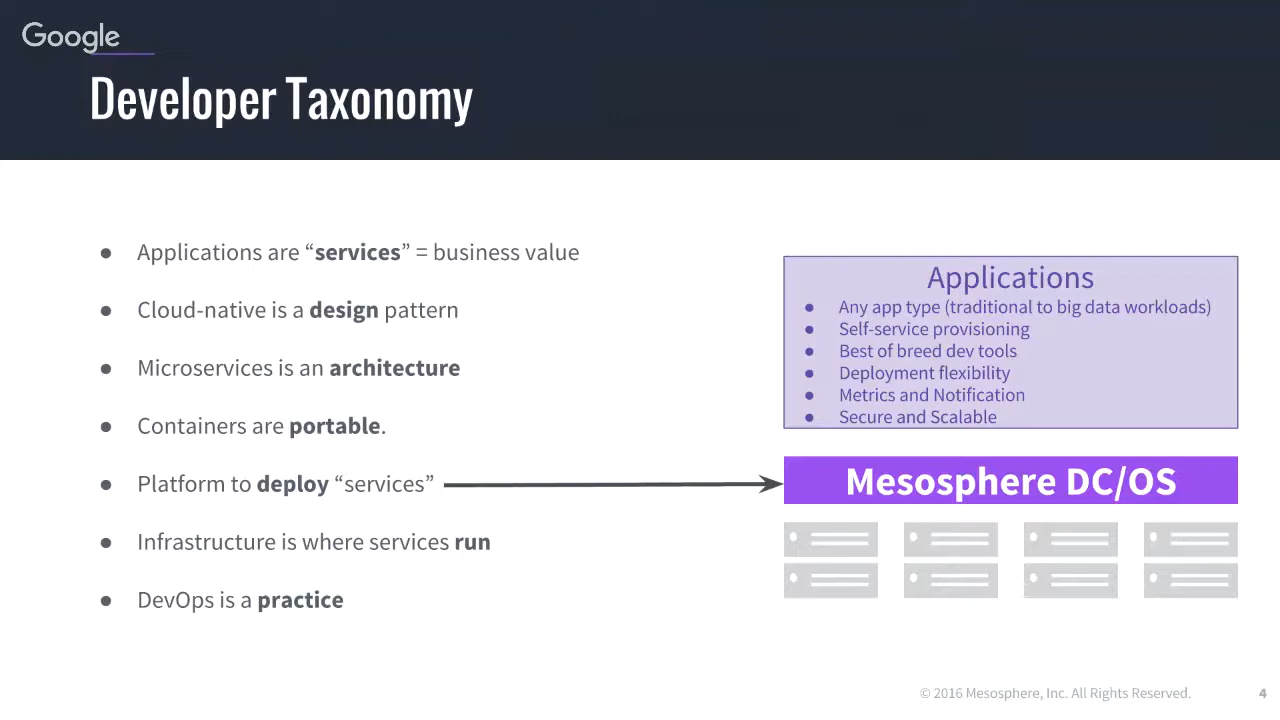 Google
Developer Taxonomy
● Applications are “services” = business value
● Cloud-native is a design pattern
● Microservices is an architecture
● Containers are portable.
● Platform to deploy “services”
● Infrastructure is where services run
● DevOps is a practice
Applications
● Any app type (traditional to big data workloads)
● Self-service provisioning
● Best of breed dev tools
● Deployment flexibility
● Metrics and Notification
● Secure and Scalable
Mesosphere DC/OS
© 2016 Mesosphere, Inc. All Rights Reserved.
4